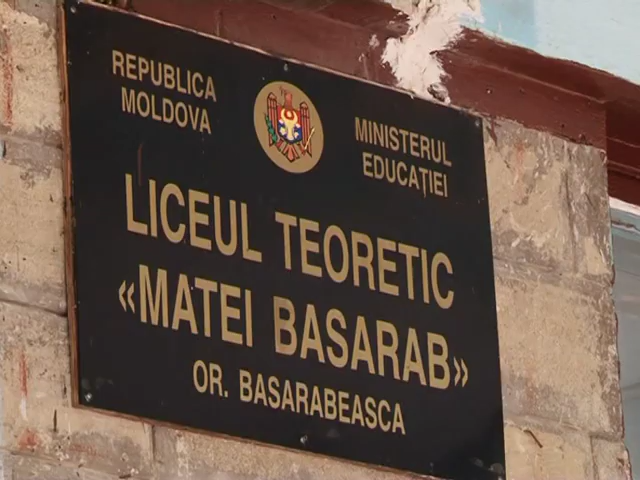 REPUBLICA
MOLDOVA
MINISTERUL
EDUCAȚIEI
LICEUL TEORETIC
«MATEI BASARAB»
OR. BASARABEASCA